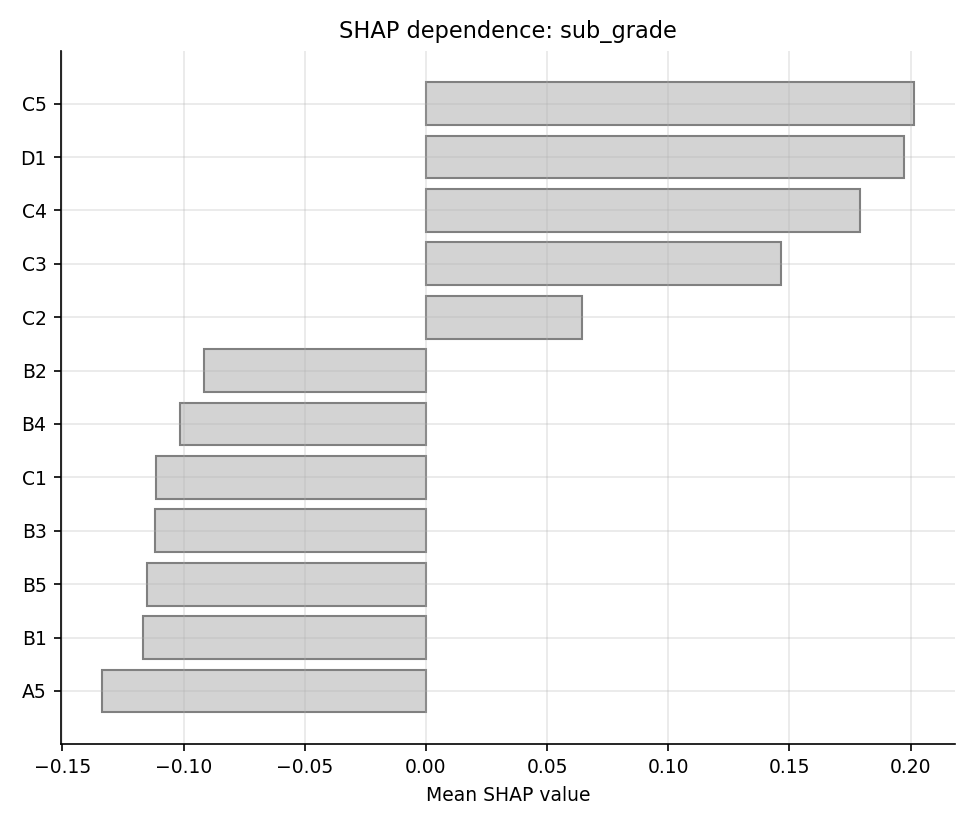 SHAP dependence: sub_grade
C5
D1
C4
C3
C2
B2
B4
C1
B3
B5
B1
A5
−0.15 −0.10 −0.05 0.00 0.05 0.10 0.15 0.20
Mean SHAP value